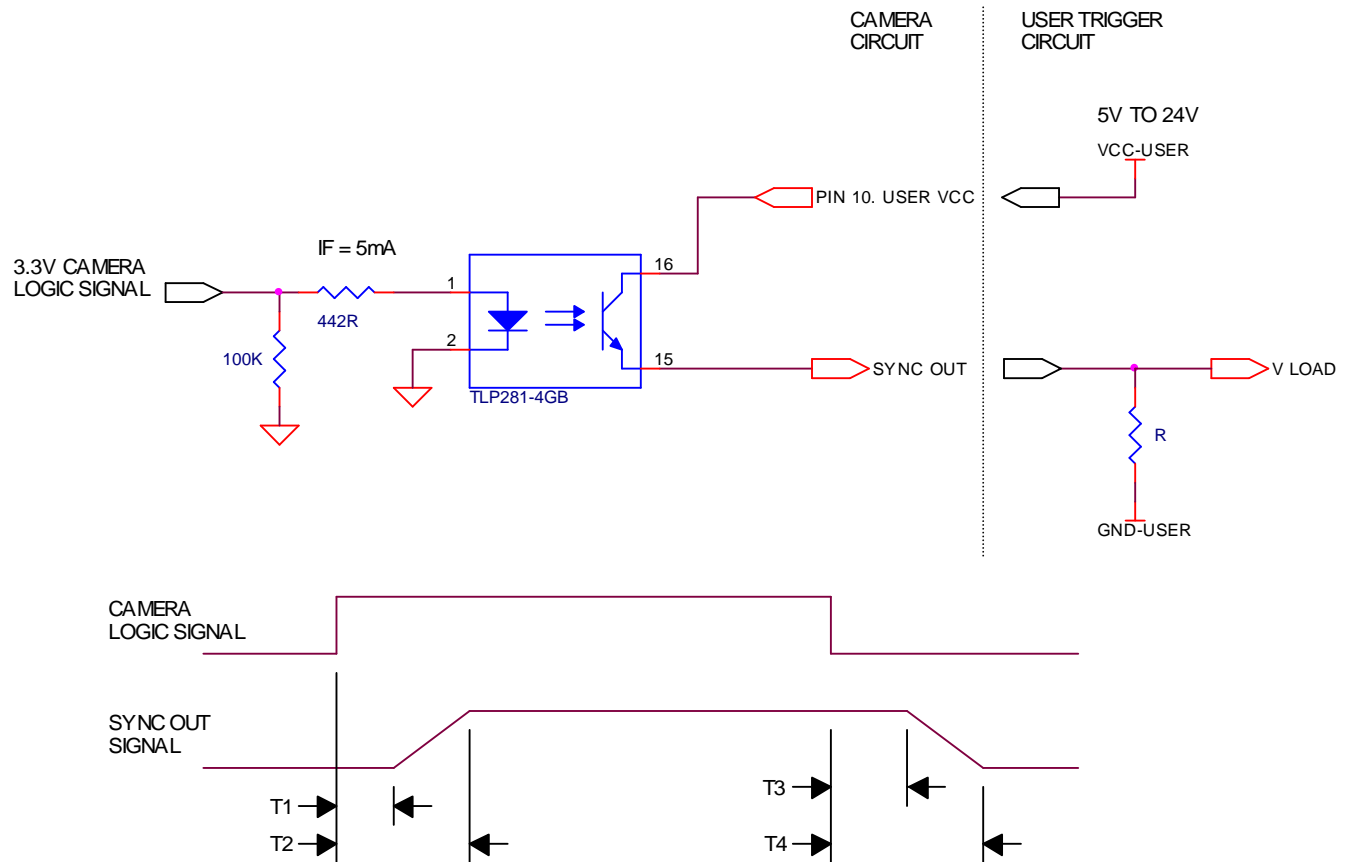 CAMERA
CIRCUIT
USER TRIGGER
CIRCUIT
5V TO 24V
VCC-USER
PIN 10. USER VCC
IF = 5mA
3.3V CAMERA
LOGIC SIGNAL
1
16
442R
2
15
100K
SYNC OUT
V LOAD
TLP281-4GB
R
GND-USER
CAMERA
LOGIC SIGNAL
SYNC OUT
SIGNAL
T1
T3
T2
T4